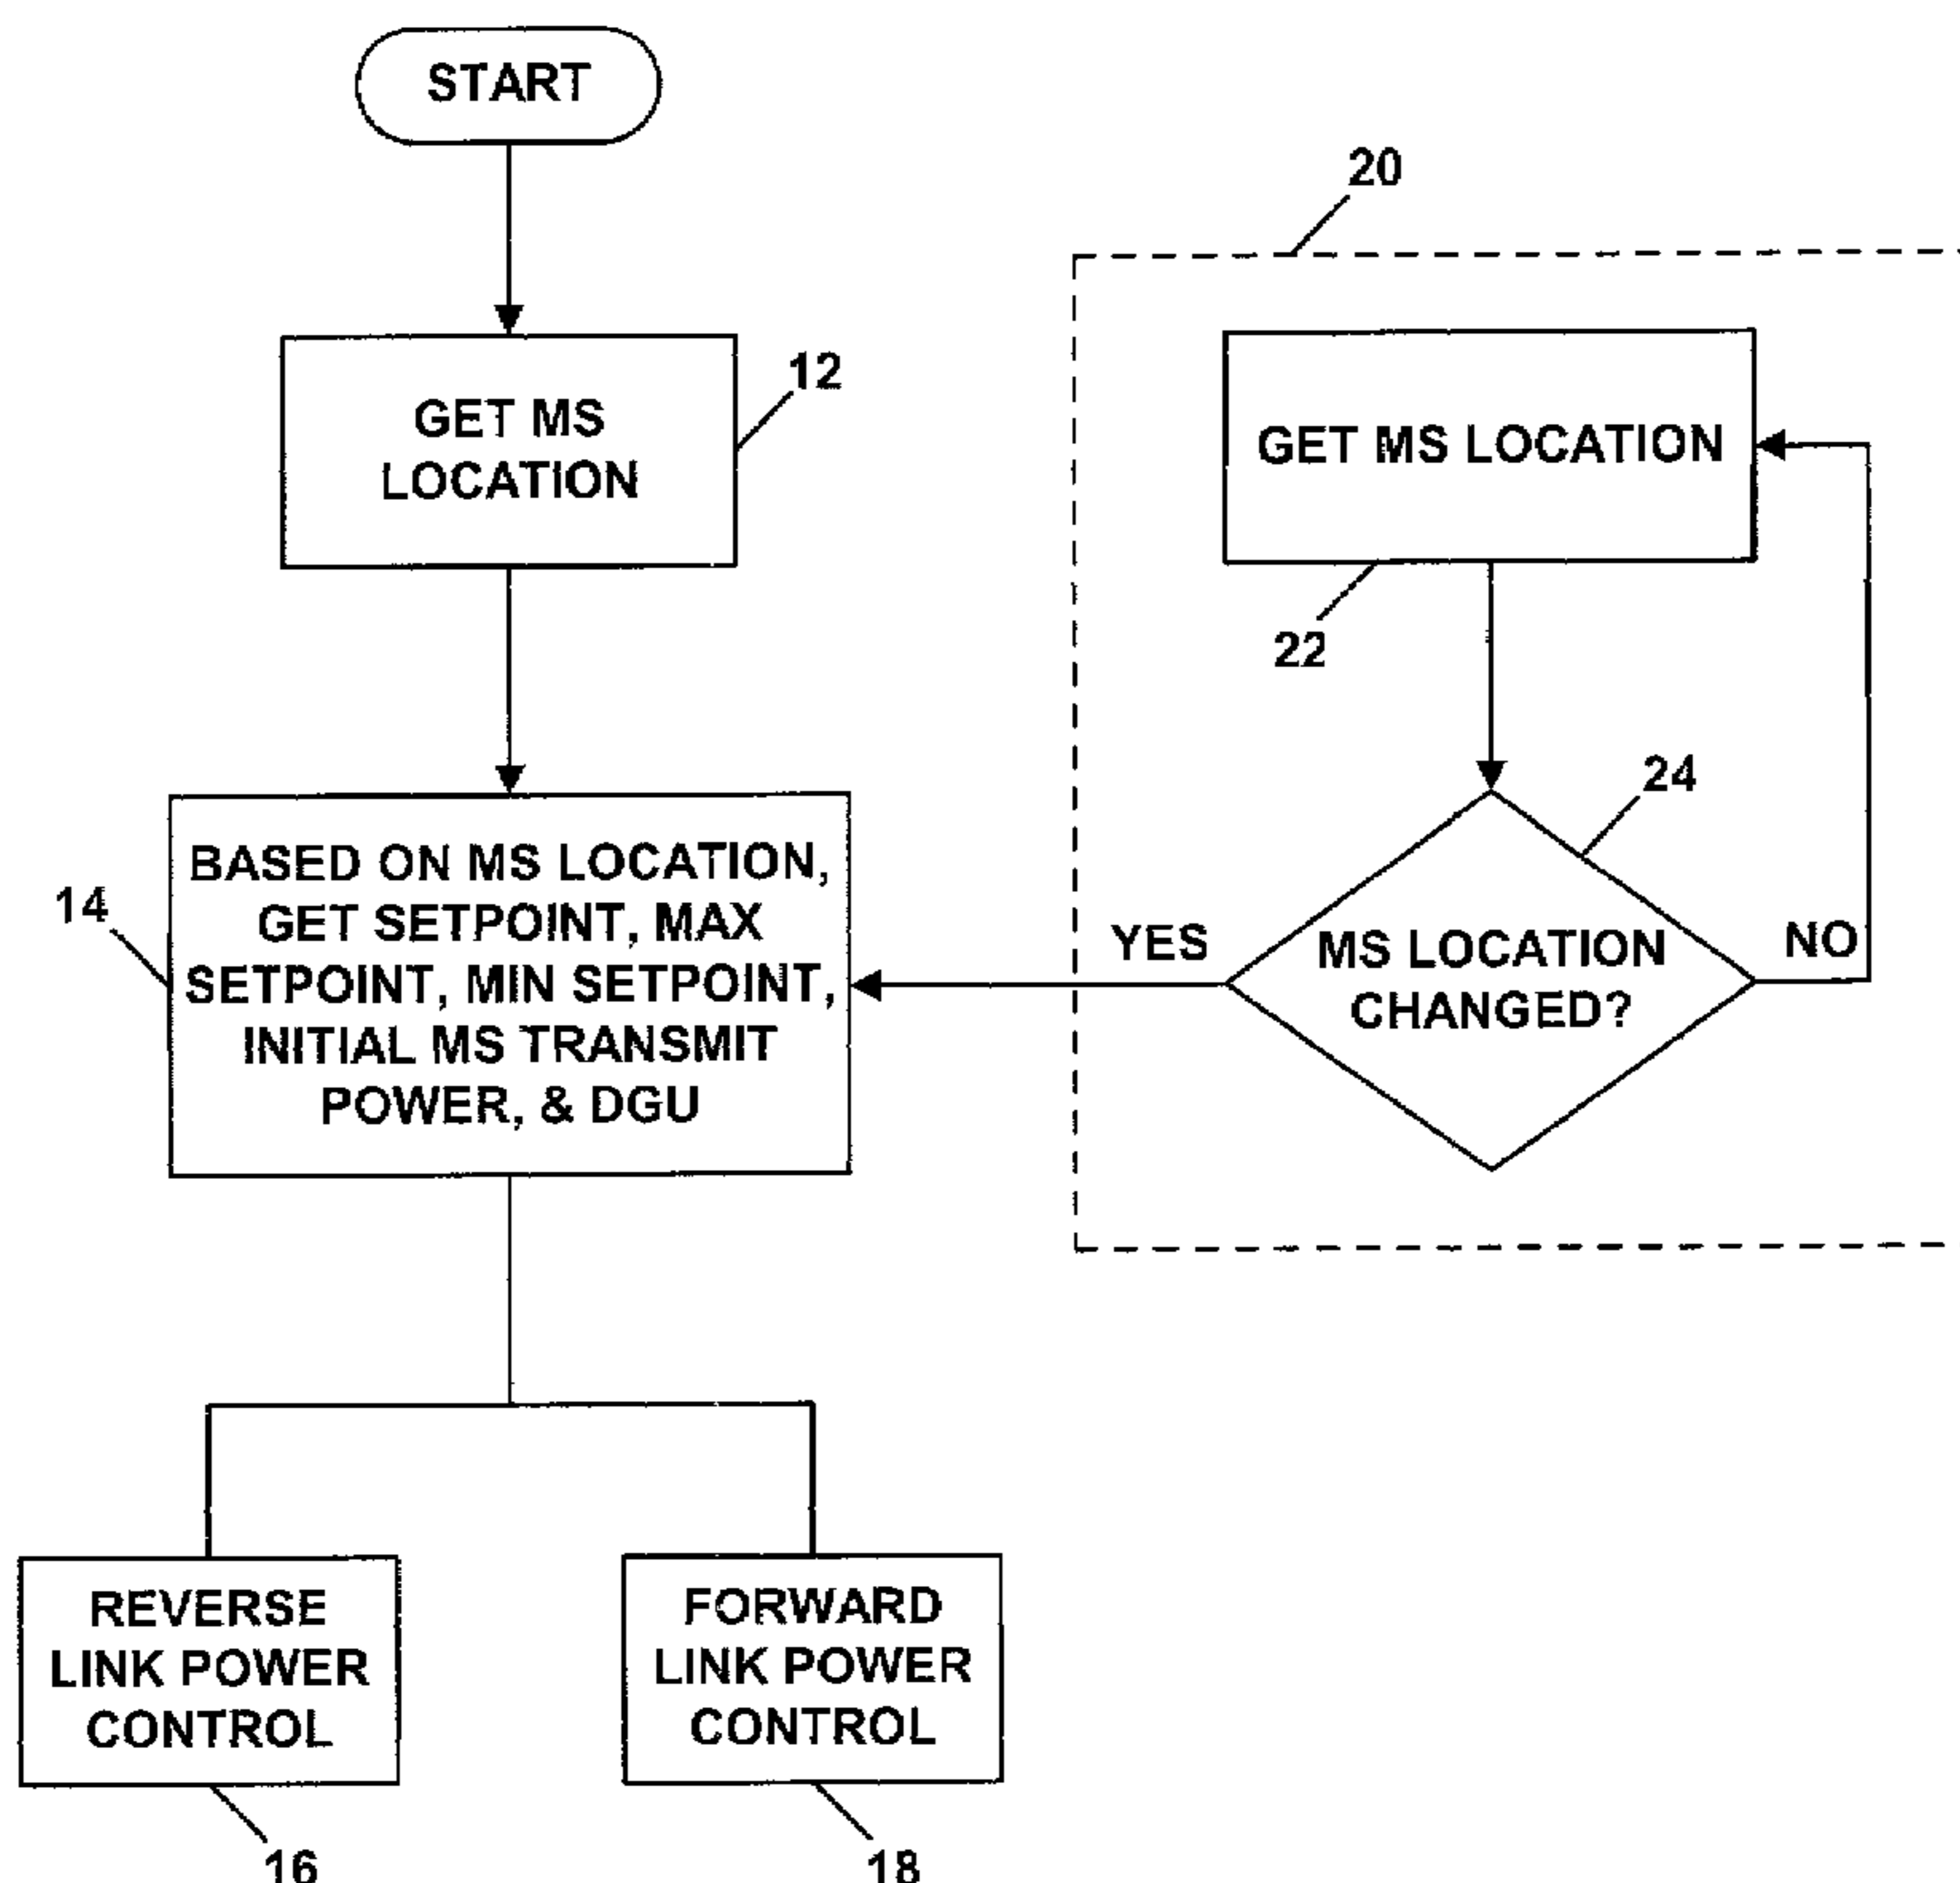 START
20
GET MS
LOCATION
12
GET MS LOCATION
22
24
BASED ON MS LOCATION,
GET SETPOINT, MAX
SETPOINT, MIN SETPOINT,
INITIAL MS TRANSMIT
POWER, & DGU
14
YES
MS LOCATION
CHANGED?
NO
REVERSE
LINK POWER
CONTROL
16
FORWARD
LINK POWER
CONTROL
18